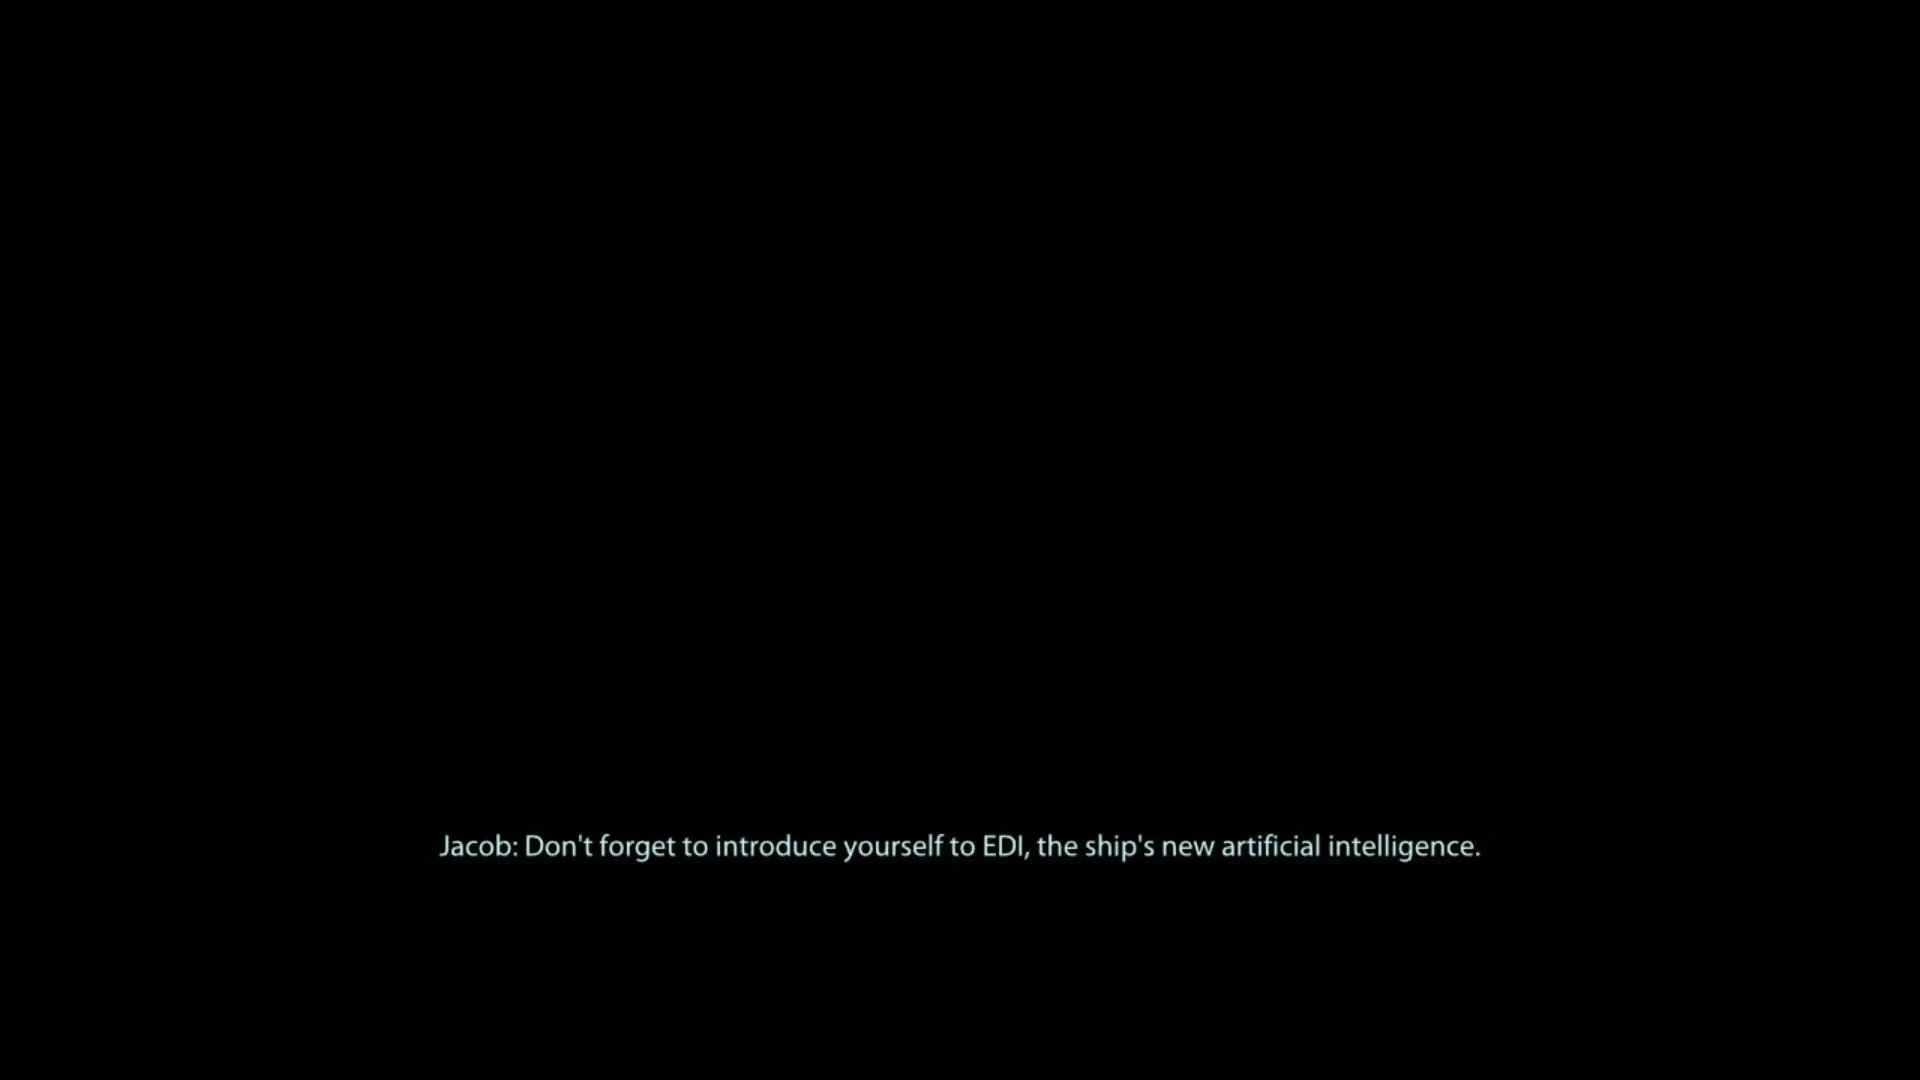 Jacob: Don't forget to introduce yourself to EDI, the ship's new artificial intelligence.